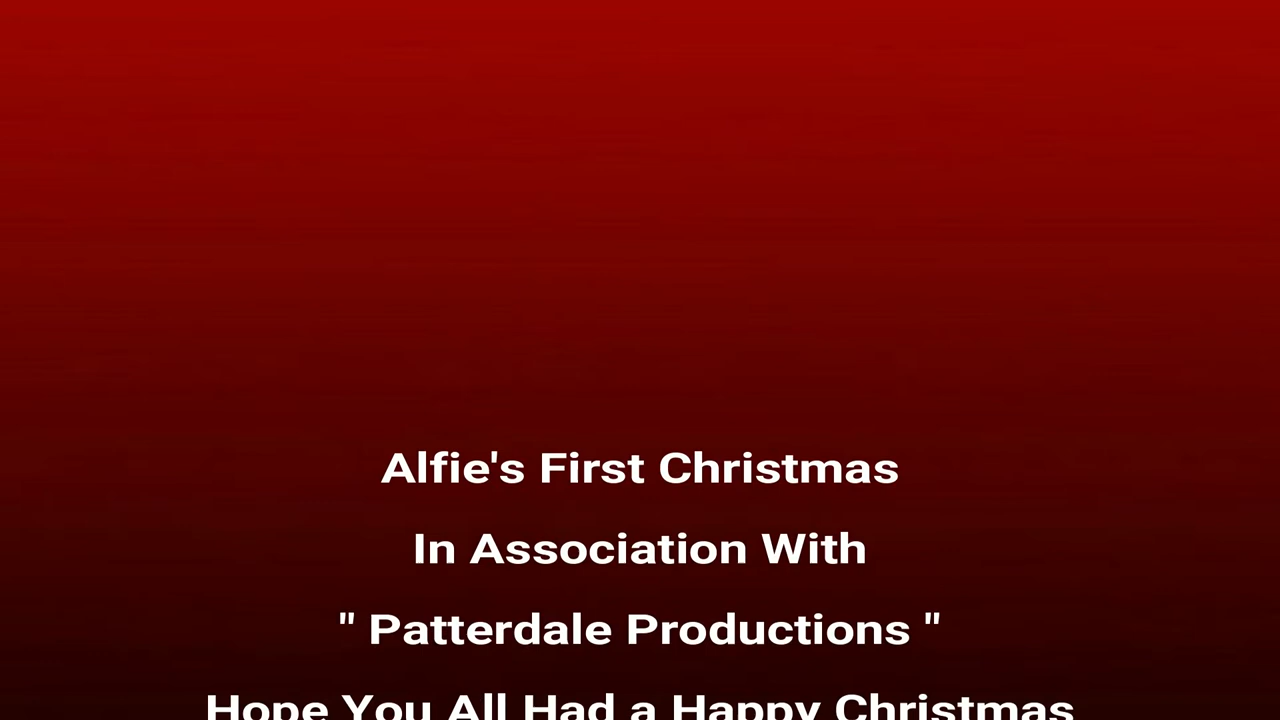 Alfie's First Christmas
In Association With
" Patterdale Productions "
Hope You All Had a Happy Christmas